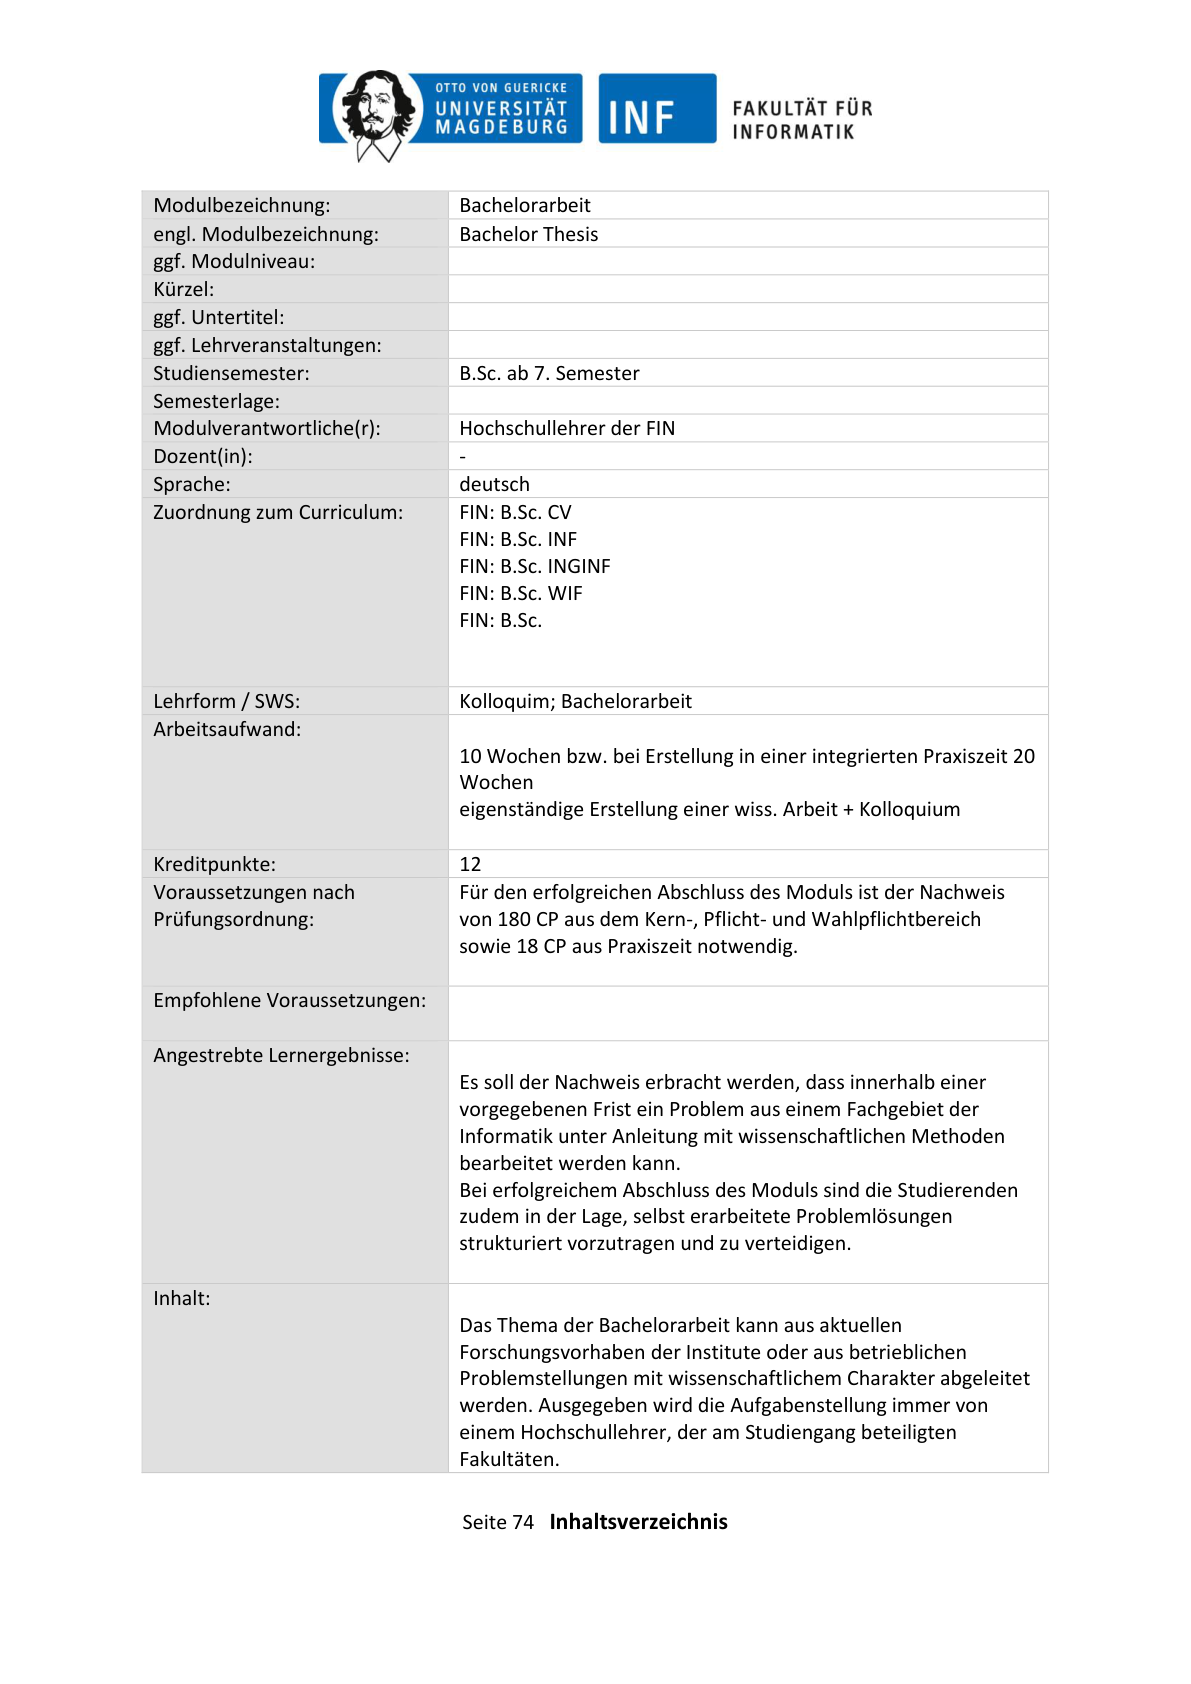 OTTO VON GUERICKE
UNIVERSITÄT
MAGDEBURG
INF
FAKULTÄT FÜR
INFORMATIK
Modulbezeichnung: Bachelorarbeit
engl. Modulbezeichnung: Bachelor Thesis
ggf. Modulniveau:
Kürzel:
ggf. Untertitel:
ggf. Lehrveranstaltungen:
Studiensemester: B.Sc. ab 7. Semester
Semesterlage:
Modulverantwortliche(r): Hochschullehrer der FIN
Dozent(in): -
Sprache: deutsch
Zuordnung zum Curriculum: FIN: B.Sc. CV
FIN: B.Sc. INF
FIN: B.Sc. INGINF
FIN: B.Sc. WIF
FIN: B.Sc.
Lehrform / SWS: Kolloquim; Bachelorarbeit
Arbeitsaufwand:
10 Wochen bzw. bei Erstellung in einer integrierten Praxiszeit 20
Wochen
eigenständige Erstellung einer wiss. Arbeit + Kolloquium
Kreditpunkte: 12
Voraussetzungen nach Für den erfolgreichen Abschluss des Moduls ist der Nachweis
Prüfungsordnung: von 180 CP aus dem Kern-, Pflicht- und Wahlpflichtbereich
sowie 18 CP aus Praxiszeit notwendig.
Empfohlene Voraussetzungen:
Angestrebte Lernergebnisse:
Es soll der Nachweis erbracht werden, dass innerhalb einer
vorgegebenen Frist ein Problem aus einem Fachgebiet der
Informatik unter Anleitung mit wissenschaftlichen Methoden
bearbeitet werden kann.
Bei erfolgreichem Abschluss des Moduls sind die Studierenden
zudem in der Lage, selbst erarbeitete Problemlösungen
strukturiert vorzutragen und zu verteidigen.
Inhalt:
Das Thema der Bachelorarbeit kann aus aktuellen
Forschungsvorhaben der Institute oder aus betrieblichen
Problemstellungen mit wissenschaftlichem Charakter abgeleitet
werden. Ausgegeben wird die Aufgabenstellung immer von
einem Hochschullehrer, der am Studiengang beteiligten
Fakultäten.
Seite 74 Inhaltsverzeichnis